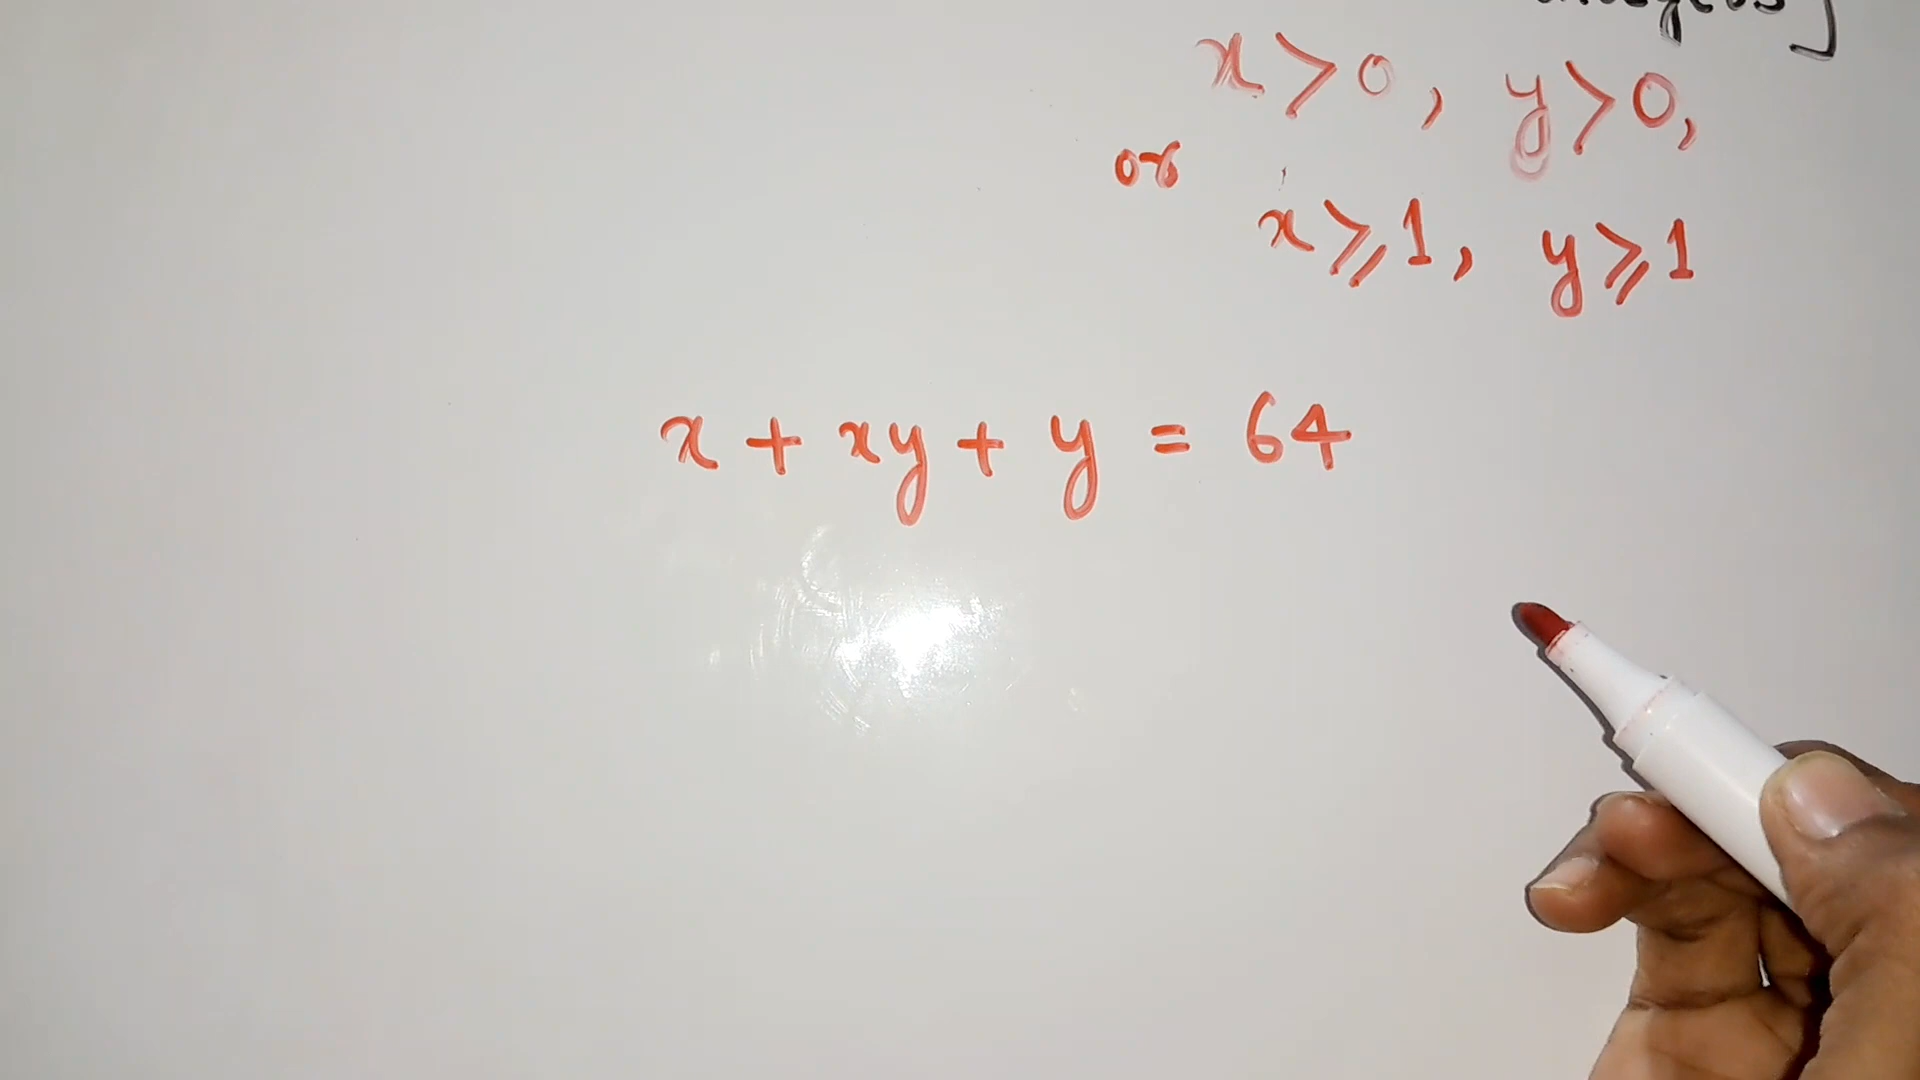 x > 0, y > 0,
or x ⩾ 1, y ⩾ 1
x + xy + y = 64